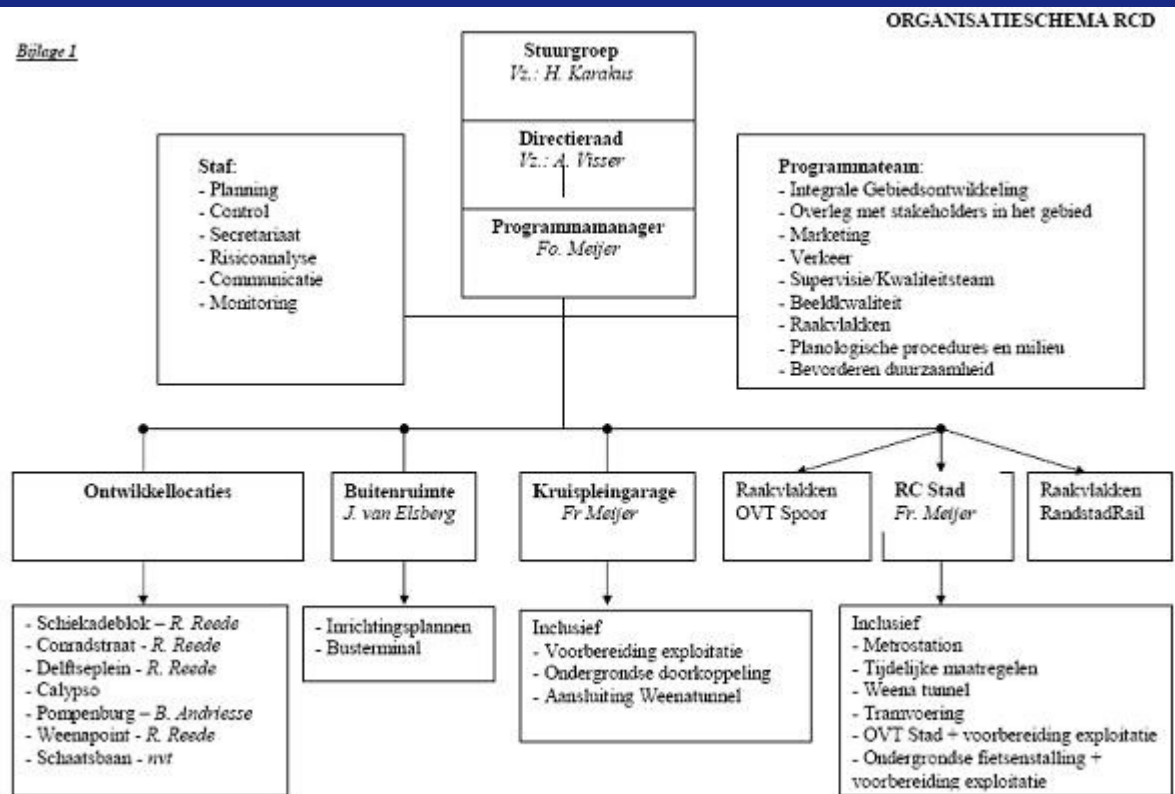 ORGANISATIESCHEMA RCD
Bijlage 1
Stuurgroep
Vz.: H. Karakus
Directieraad
Vz.: A. Visser
Programmamanager
Fo. Meijer
Staf:
- Planning
- Control
- Secretariaat
- Risicoanalyse
- Communicatie
- Monitoring
Programmateam:
- Integrale Gebiedsontwikkeling
- Overleg met stakeholders in het gebied
- Marketing
- Verkeer
- Supervisie/Kwaliteitsteam
- Beeldkwaliteit
- Raakvlakken
- Planologische procedures en milieu
- Bevorderen duurzaamheid
Ontwikkellocaties
Buitenruimte
J. van Elsberg
Kruispleingarage
Fr Meijer
Raakvlakken
OVT Spoor
RC Stad
Fr. Meijer
Raakvlakken
RandstadRail
- Schiekadeblok – R. Reede
- Conradstraat - R. Reede
- Delftseplein - R. Reede
- Calypso
- Pompenburg – B. Andriesse
- Weenapoint - R. Reede
- Schaatsbaan - nvt
- Inrichtingsplannen
- Busterminal
Inclusief
- Voorbereiding exploitatie
- Ondergrondse doorkoppeling
- Aansluiting Weenatunnel
Inclusief
- Metrostation
- Tijdelijke maatregelen
- Weena tunnel
- Tramvoering
- OVT Stad + voorbereiding exploitatie
- Ondergrondse fietsenstalling +
voorbereiding exploitatie